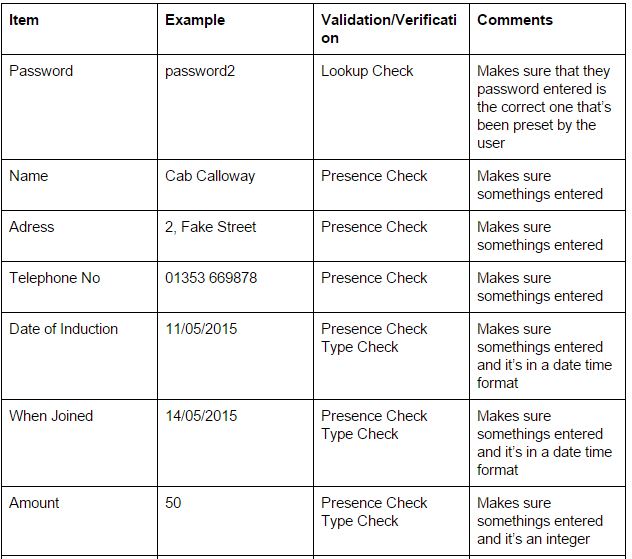 Item Example Validation/Verificati Comments
on
Password password2 Lookup Check Makes sure that they
password entered is
the correct one that's
been preset by the
user
Name Cab Calloway Presence Check Makes sure
somethings entered
Adress 2, Fake Street Presence Check Makes sure
somethings entered
Telephone No 01353 669878 Presence Check Makes sure
somethings entered
Date of Induction 11/05/2015 Presence Check Makes sure
Type Check somethings entered
and it's in a date time
format
When Joined 14/05/2015 Presence Check Makes sure
Type Check somethings entered
and it's in a date time
format
Amount 50 Presence Check Makes sure
Type Check somethings entered
and it's an integer